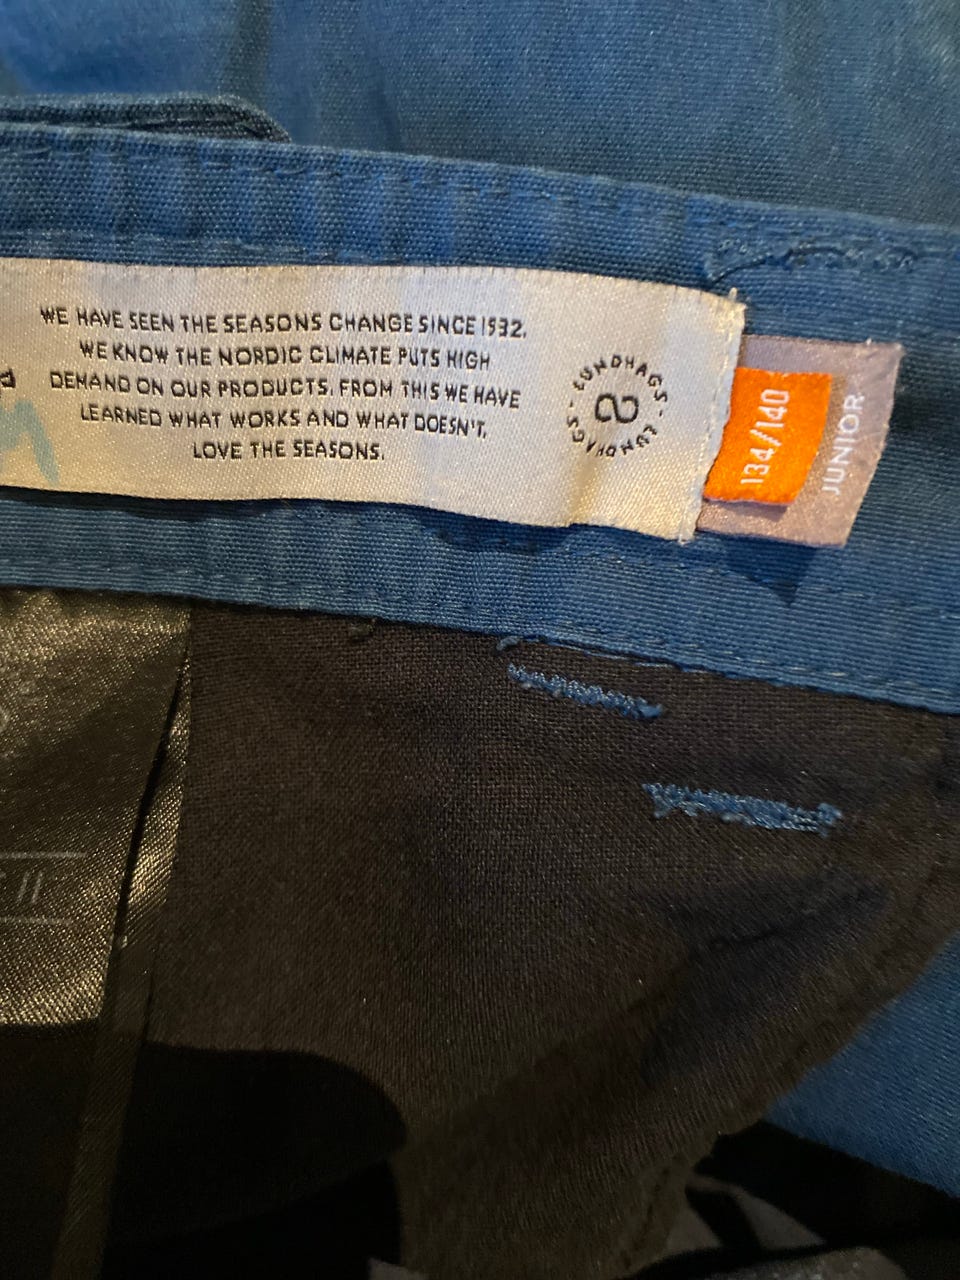 WE HAVE SEEN THE SEASONS CHANGE SINCE 1932.
WE KNOW THE NORDIC CLIMATE PUTS HIGH
DEMAND ON OUR PRODUCTS. FROM THIS WE HAVE
LEARNED WHAT WORKS AND WHAT DOESN'T.
LOVE THE SEASONS.
LUNDHAGS - LUNDHAGS -
134/140
JUNIOR